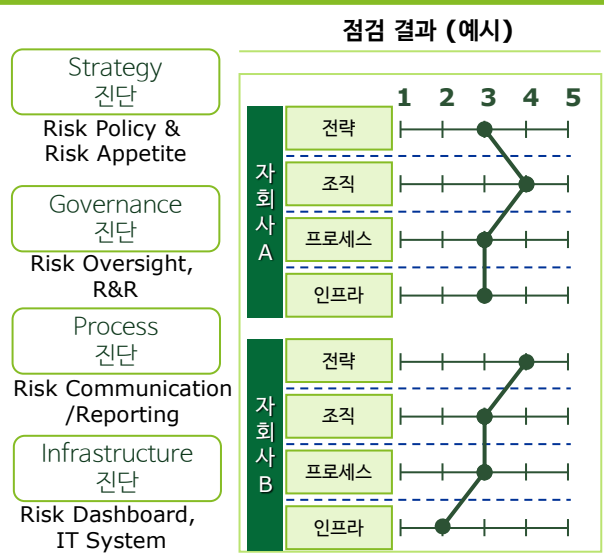 점검 결과 (예시)
Strategy
진단
Risk Policy &
Risk Appetite
Governance
진단
Risk Oversight,
R&R
Process
진단
Risk Communication
/Reporting
Infrastructure
진단
Risk Dashboard,
IT System
1 2 3 4 5
자회사A
전략
조직
프로세스
인프라
자회사B
전략
조직
프로세스
인프라